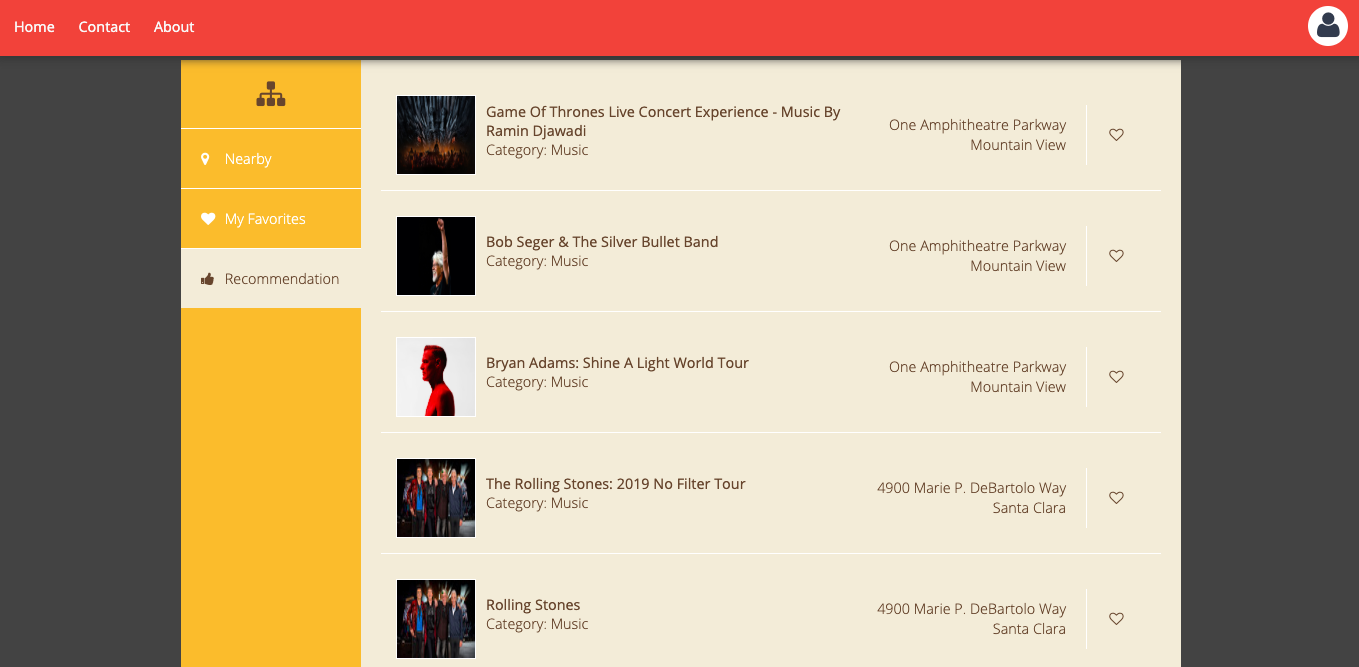 Home Contact About
Nearby
My Favorites
Recommendation
Game Of Thrones Live Concert Experience - Music By
Ramin Djawadi
Category: Music
One Amphitheatre Parkway
Mountain View
Bob Seger & The Silver Bullet Band
Category: Music
One Amphitheatre Parkway
Mountain View
Bryan Adams: Shine A Light World Tour
Category: Music
One Amphitheatre Parkway
Mountain View
The Rolling Stones: 2019 No Filter Tour
Category: Music
4900 Marie P. DeBartolo Way
Santa Clara
Rolling Stones
Category: Music
4900 Marie P. DeBartolo Way
Santa Clara